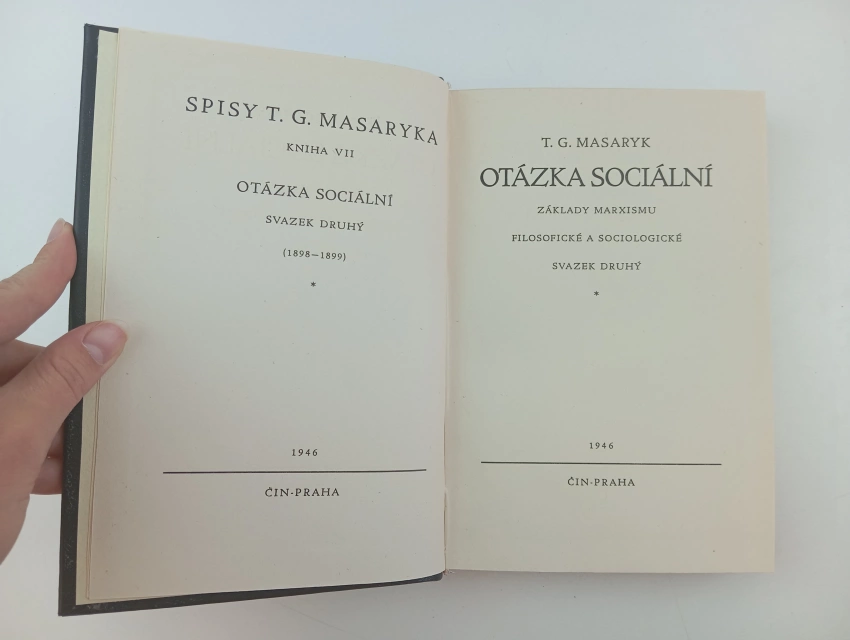 SPISY T. G. MASARYKA
KNIHA VII
OTÁZKA SOCIÁLNÍ
SVAZEK DRUHÝ
(1898—1899)
*
1946
ČIN-PRAHA
T. G. MASARYK
OTÁZKA SOCIÁLNÍ
ZÁKLADY MARXISMU
FILOSOFICKÉ A SOCIOLOGICKÉ
SVAZEK DRUHÝ
*
1946
ČIN-PRAHA